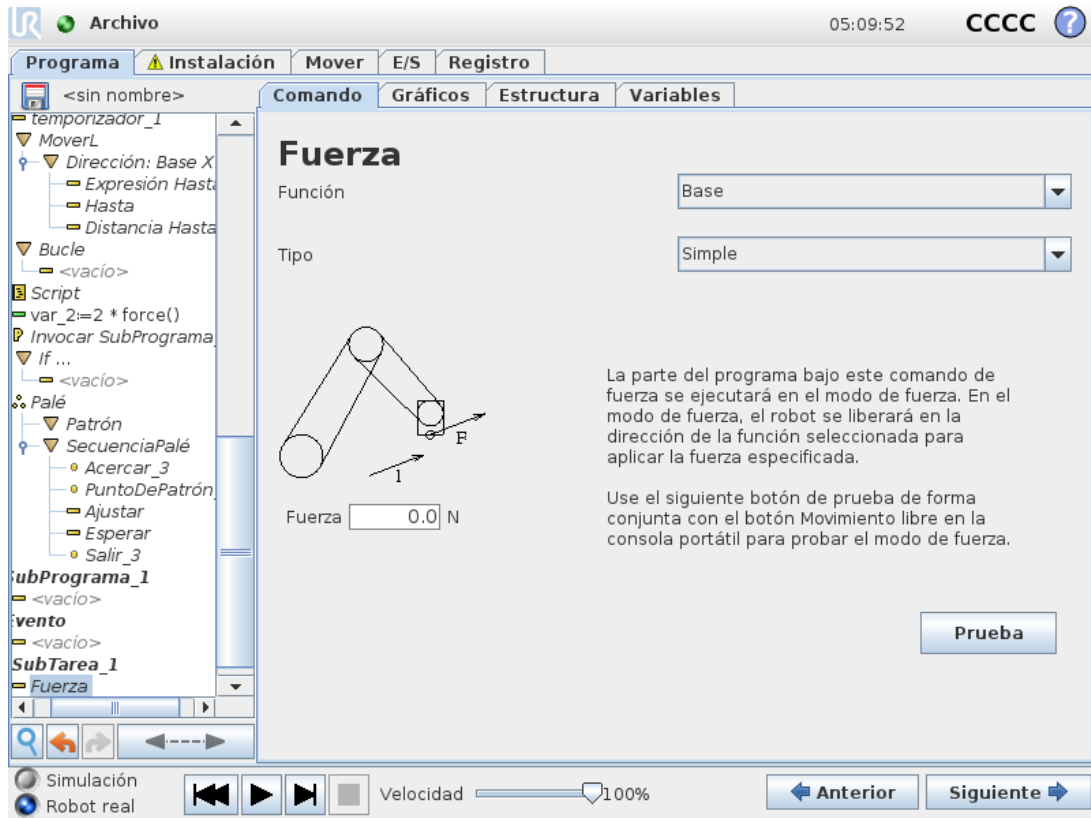 UR
Archivo
05:09:52
CCCC
?
Programa
Instalación
Mover
E/S
Registro
<sin nombre>
Comando
Gráficos
Estructura
Variables
temporizador_1
MoverL
Dirección: Base X
Expresión Hasta
Hasta
Distancia Hasta
Bucle
<vacío>
Script
var_2:=2 * force()
Invocar SubPrograma_
If ...
<vacío>
Palé
Patrón
SecuenciaPalé
Acercar_3
PuntoDePatrón_
Ajustar
Esperar
Salir_3
SubPrograma_1
<vacío>
Evento
<vacío>
SubTarea_1
Fuerza
Fuerza
Función
Base
Tipo
Simple
F
1
Fuerza 0.0 N
La parte del programa bajo este comando de
fuerza se ejecutará en el modo de fuerza. En el
modo de fuerza, el robot se liberará en la
dirección de la función seleccionada para
aplicar la fuerza especificada.
Use el siguiente botón de prueba de forma
conjunta con el botón Movimiento libre en la
consola portátil para probar el modo de fuerza.
Prueba
Simulación
Robot real
Velocidad
100%
Anterior
Siguiente